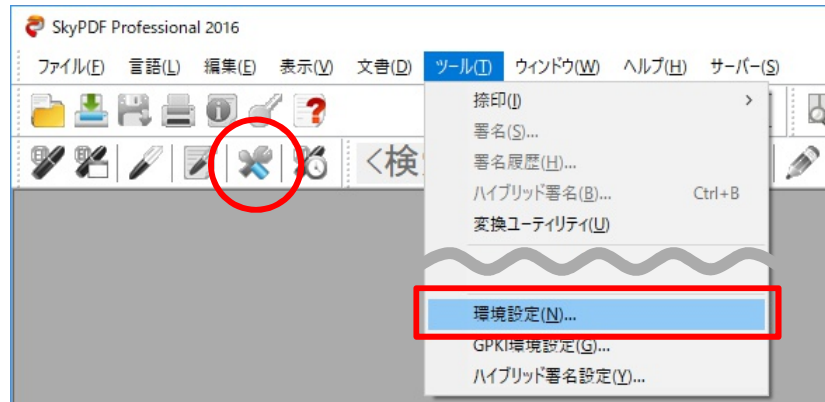 SkyPDF Professional 2016
ファイル(F) 言語(L) 編集(E) 表示(V) 文書(D) ツール(T) ウィンドウ(W) ヘルプ(H) サーバー(S)
捺印(I)
署名(S)...
<検
署名履歴(H)...
ハイブリッド署名(B)... Ctrl+B
変換ユーティリティ(U)
環境設定(N)...
GPKI環境設定(G)...
ハイブリッド署名設定(Y)...